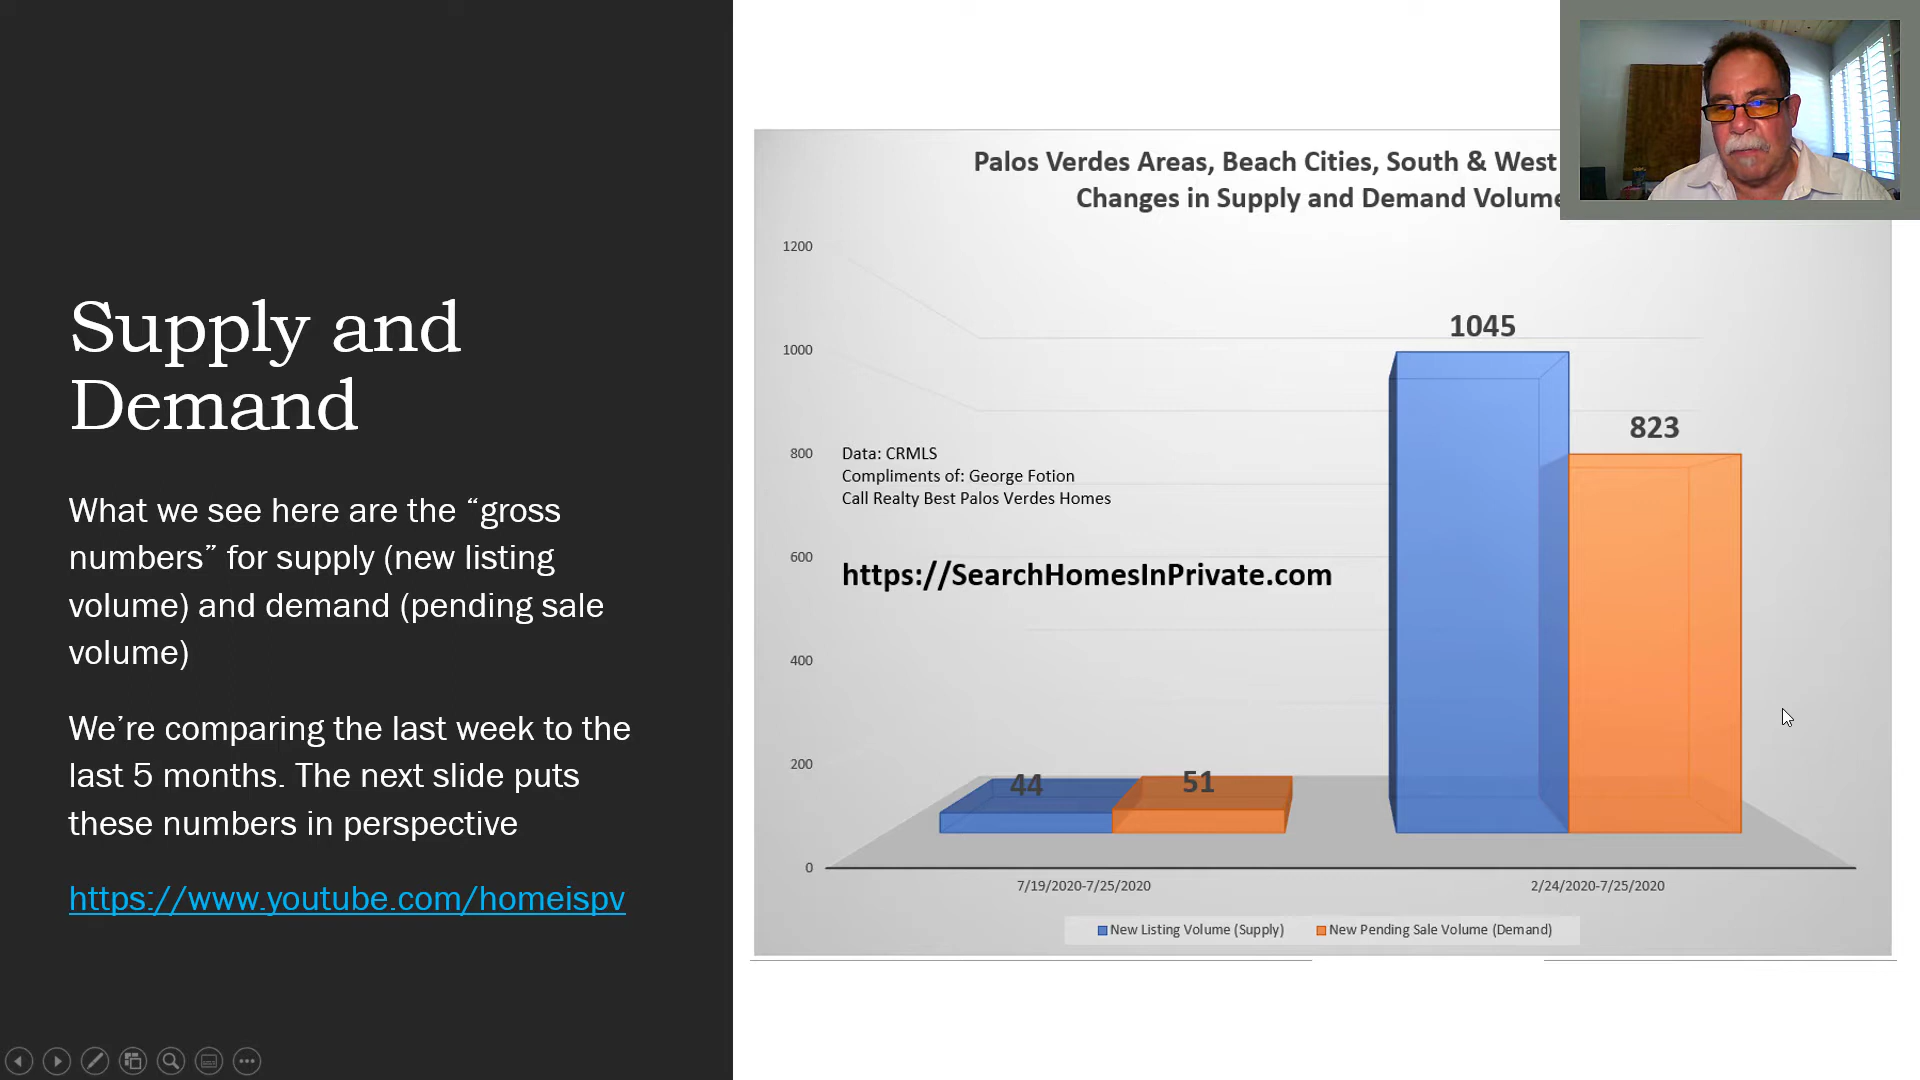 Supply and
Demand
What we see here are the “gross
numbers” for supply (new listing
volume) and demand (pending sale
volume)
We’re comparing the last week to the
last 5 months. The next slide puts
these numbers in perspective
https://www.youtube.com/homeispv
Palos Verdes Areas, Beach Cities, South & West
Changes in Supply and Demand Volume
1200
1000
800
600
400
200
0
1045
823
44
51
Data: CRMLS
Compliments of: George Fotion
Call Realty Best Palos Verdes Homes
https://SearchHomesInPrivate.com
7/19/2020-7/25/2020
2/24/2020-7/25/2020
New Listing Volume (Supply)
New Pending Sale Volume (Demand)